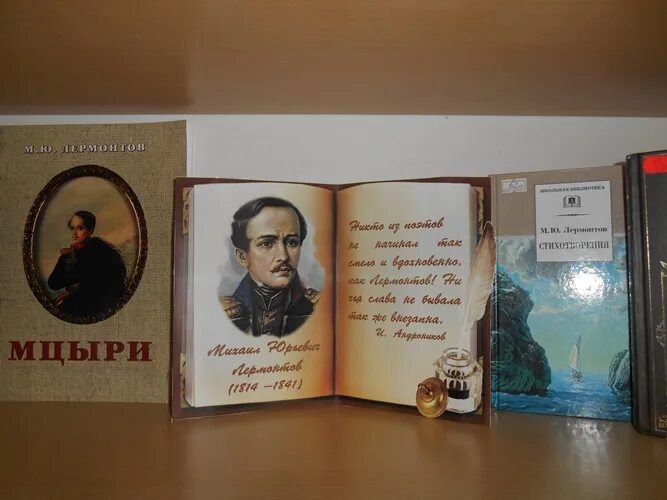 М.Ю. ЛЕРМОНТОВ
МЦЫРИ
Михаил Юрьевич
Лермонтов
(1814 –1841)
Никто из поэтов
не начинал так
смело и вдохновенно,
как Лермонтов! Ни
чья слава не бывала
так же внезапна.
И. Андроников
ШКОЛЬНАЯ БИБЛИОТЕКА
М. Ю. Лермонтов
СТИХОТВОРЕНИЯ